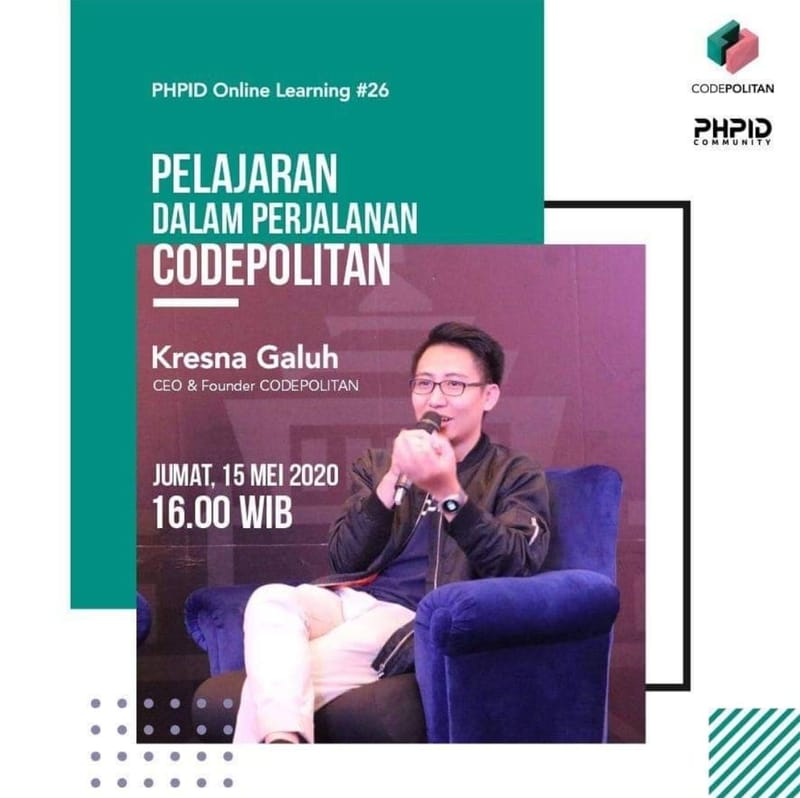 PHPID Online Learning #26
CODEPOLITAN
PHPID
COMMUNITY
PELAJARAN
DALAM PERJALANAN
CODEPOLITAN
Kresna Galuh
CEO & Founder CODEPOLITAN
JUMAT, 15 MEI 2020
16.00 WIB